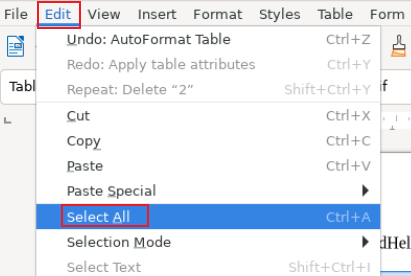 File Edit View Insert Format Styles Table Form
Undo: AutoFormat Table Ctrl+Z
Redo: Apply table attributes Ctrl+Y
Repeat: Delete “2” Shift+Ctrl+Y
Cut Ctrl+X
Copy Ctrl+C
Paste Ctrl+V
Paste Special
Select All Ctrl+A
Selection Mode
Select Text Shift+Ctrl+I